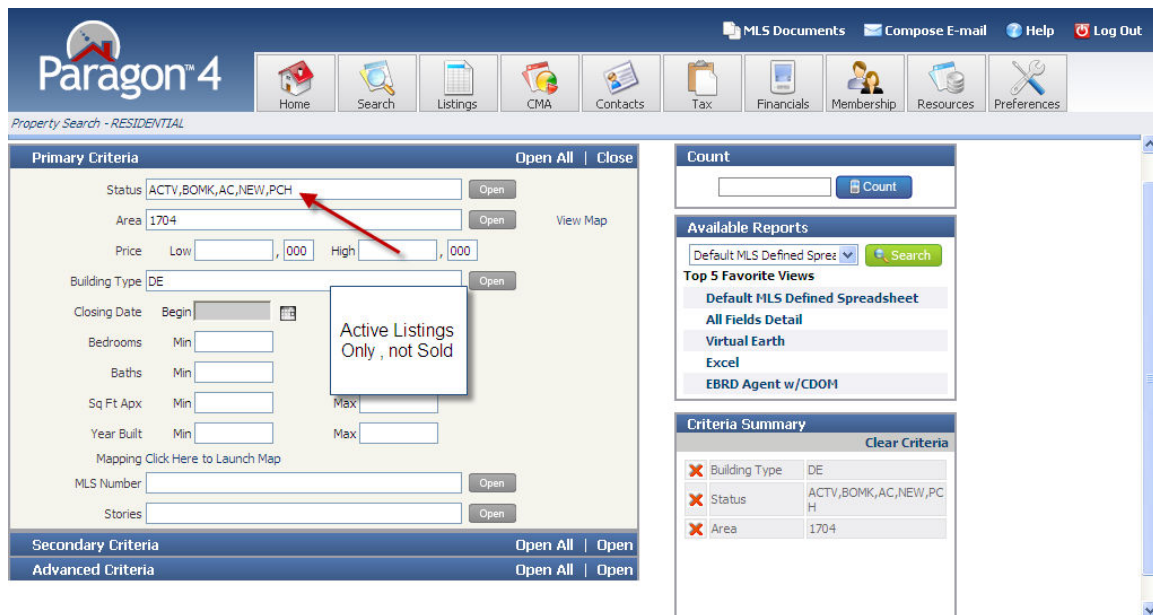 MLS Documents Compose E-mail Help Log Out
Paragon™ 4
Home Search Listings CMA Contacts Tax Financials Membership Resources Preferences
Property Search - RESIDENTIAL
Primary Criteria Open All | Close
Status ACTV,BOMK,AC,NEW,PCH Open
Area 1704 Open View Map
Price Low , 000 High , 000
Building Type DE Open
Closing Date Begin
Bedrooms Min
Baths Min
Sq Ft Apx Min Max
Year Built Min Max
Mapping Click Here to Launch Map
MLS Number Open
Stories Open
Secondary Criteria Open All | Open
Advanced Criteria Open All | Open
Active Listings
Only , not Sold
Count
Count
Available Reports
Default MLS Defined Sprea Search
Top 5 Favorite Views
Default MLS Defined Spreadsheet
All Fields Detail
Virtual Earth
Excel
EBRD Agent w/CDOM
Criteria Summary
Clear Criteria
Building Type DE
Status ACTV,BOMK,AC,NEW,PC
H
Area 1704